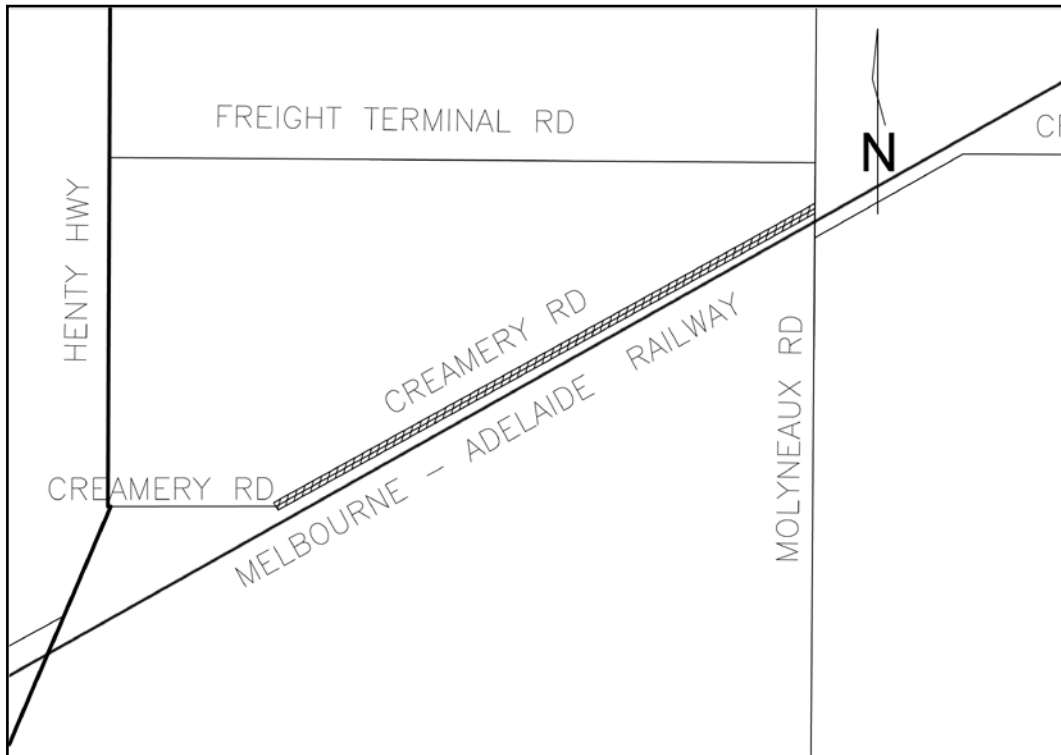 FREIGHT TERMINAL RD
N
HENTY HWY
CREAMERY RD
MELBOURNE – ADELAIDE RAILWAY
MOLYNEAUX RD
CREAMERY RD